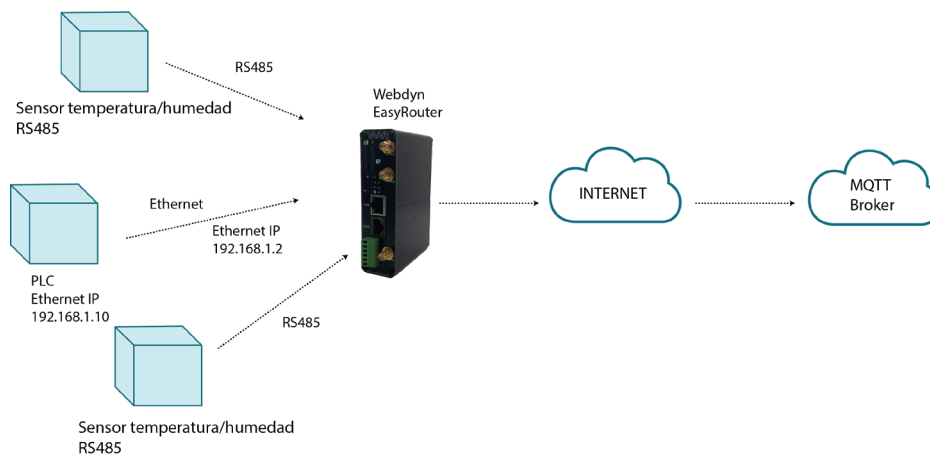 RS485
Sensor temperatura/humedad
RS485
Webdyn
EasyRouter
Ethernet
Ethernet IP
192.168.1.2
INTERNET
MQTT
Broker
PLC
Ethernet IP
192.168.1.10
RS485
Sensor temperatura/humedad
RS485